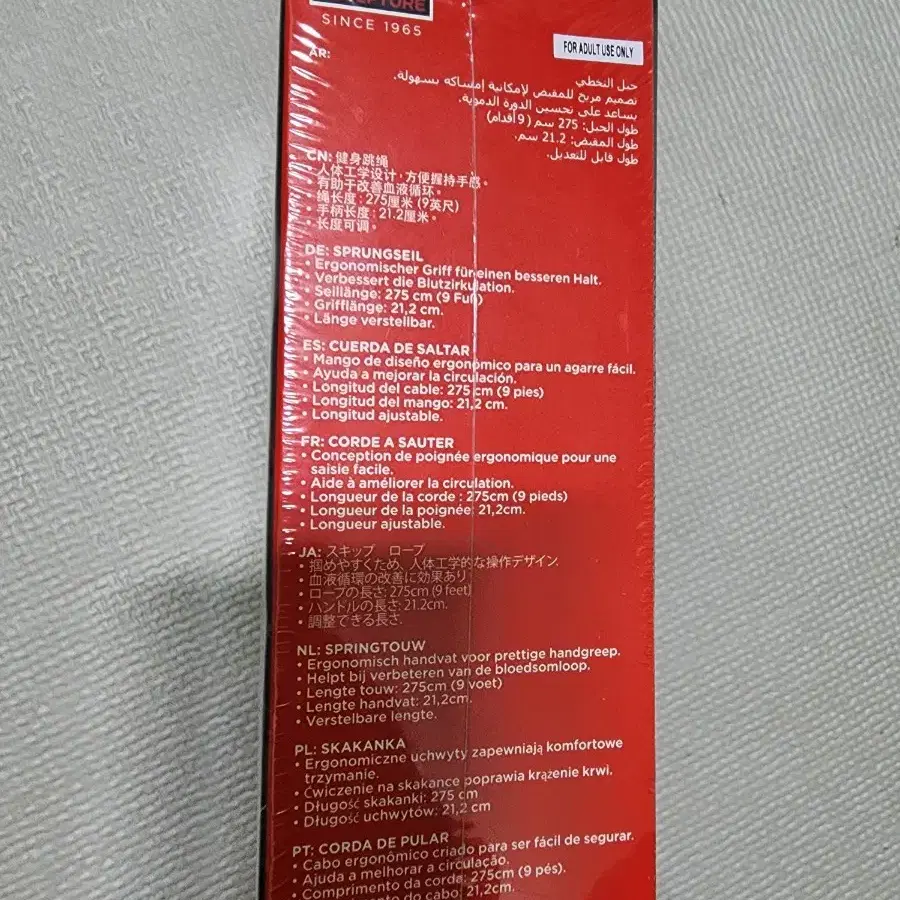 SINCE 1965
FOR ADULT USE ONLY
AR:
حبل التخطي
تصميم مريح للمقبض لإمكانية إمساكه بسهولة.
يساعد على تحسين الدورة الدموية.
طول الحبل: 275 سم (9 أقدام)
طول المقبض: 21.2 سم.
طول قابل للتعديل.
CN: 健身跳绳
• 人体工学设计,方便握持手感。
• 有助于改善血液循环。
• 绳长度:275厘米 (9英尺)
• 手柄长度:21.2厘米。
• 长度可调。
DE: SPRUNGSEIL
• Ergonomischer Griff für einen besseren Halt.
• Verbessert die Blutzirkulation.
• Seillänge: 275 cm (9 Fuß)
• Grifflänge: 21,2 cm.
• Länge verstellbar.
ES: CUERDA DE SALTAR
• Mango de diseño ergonómico para un agarre fácil.
• Ayuda a mejorar la circulación.
• Longitud del cable: 275 cm (9 pies)
• Longitud del mango: 21,2 cm.
• Longitud ajustable.
FR: CORDE A SAUTER
• Conception de poignée ergonomique pour une
saisie facile.
• Aide à améliorer la circulation.
• Longueur de la corde : 275cm (9 pieds)
• Longueur de la poignée: 21,2cm.
• Longueur ajustable.
JA: スキップ ロープ
• 掴めやすくため、人体工学的な操作デザイン.
• 血液循環の改善に効果あり
• ロープの長さ: 275cm (9 feet)
• ハンドルの長さ: 21.2cm.
• 調整できる長さ.
NL: SPRINGTOUW
• Ergonomisch handvat voor prettige handgreep.
• Helpt bij verbeteren van de bloedsomloop.
• Lengte touw: 275cm (9 voet)
• Lengte handvat: 21,2cm.
• Verstelbare lengte.
PL: SKAKANKA
• Ergonomiczne uchwyty zapewniają komfortowe
trzymanie.
• Ćwiczenie na skakance poprawia krążenie krwi.
• Długość skakanki: 275 cm
• Długość uchwytów: 21,2 cm
PT: CORDA DE PULAR
• Cabo ergonômico criado para ser fácil de segurar.
• Ajuda a melhorar a circulação.
• Comprimento da corda: 275cm (9 pés).
do cabo: 21,2cm.